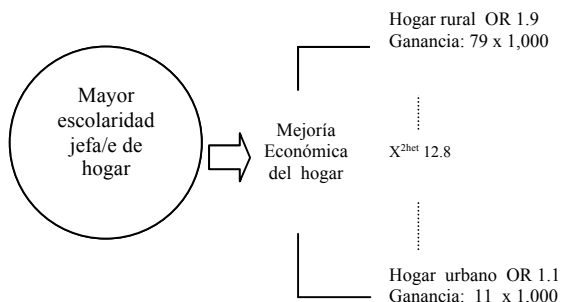 Hogar rural OR 1.9
Ganancia: 79 x 1,000
Mayor
escolaridad
jefa/e de
hogar
Mejoría
Económica
del hogar
X2het 12.8
Hogar urbano OR 1.1
Ganancia: 11 x 1,000